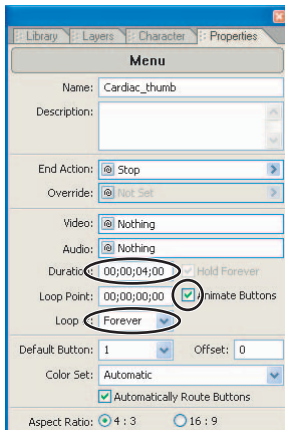 Library Layers Character Properties
Menu
Name: Cardiac_thumb
Description:
End Action: Stop
Override: Not Set
Video: Nothing
Audio: Nothing
Duration: 00;00;04;00 Hold Forever
Loop Point: 00;00;00;00 Animate Buttons
Loop Forever
Default Button: 1 Offset: 0
Color Set: Automatic
Automatically Route Buttons
Aspect Ratio: 4 : 3 16 : 9